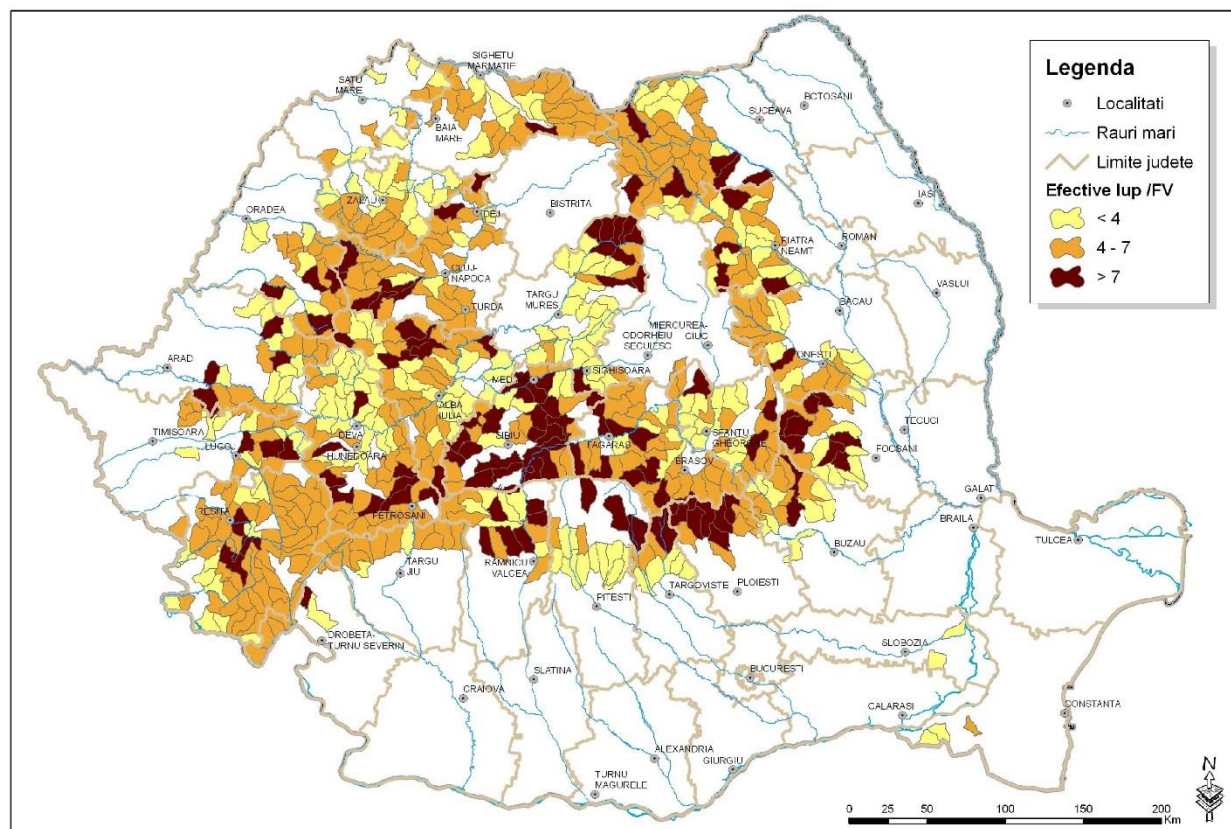 SIGHETU
MARMATIE
SATU
MARE
BAIA
MARE
SUCEAVA
BOTOSANI
IASI
ORADEA
ZALAU
DEJ
BISTRITA
PIATRA
NEAMT
ROMAN
CLUJ-
NAPOCA
TURDA
TARGU
MURES
MIERCUREA-
CIUC
ODORHEIU
SECUIESC
BACAU
VASLUI
ARAD
SIGHISOARA
MED
ONESTI
ALBA
IULIA
TIMISOARA
LUGOJ
DEVA
HUNEDOARA
SIBIU
FAGARAS
SFANTU
GHEORGHE
BRASOV
TECUCI
FOCSANI
GALAT
RESITA
PETROSANI
BRAILA
TULCEA
TARGU
JIU
RAMNICU
VALCEA
BUZAU
PLOIESTI
TARGOVISTE
PITESTI
DROBETA-
TURNU SEVERIN
SLOBOZIA
SLATINA
CRAIOVA
BUCURESTI
CALARASI
CONSTANTA
ALEXANDRIA
GIURGIU
TURNU
MAGURELE
Legenda
Localitati
Rauri mari
Limite judete
Efective lup /FV
< 4
4 - 7
> 7
N
0 25 50 100 150 200
Km